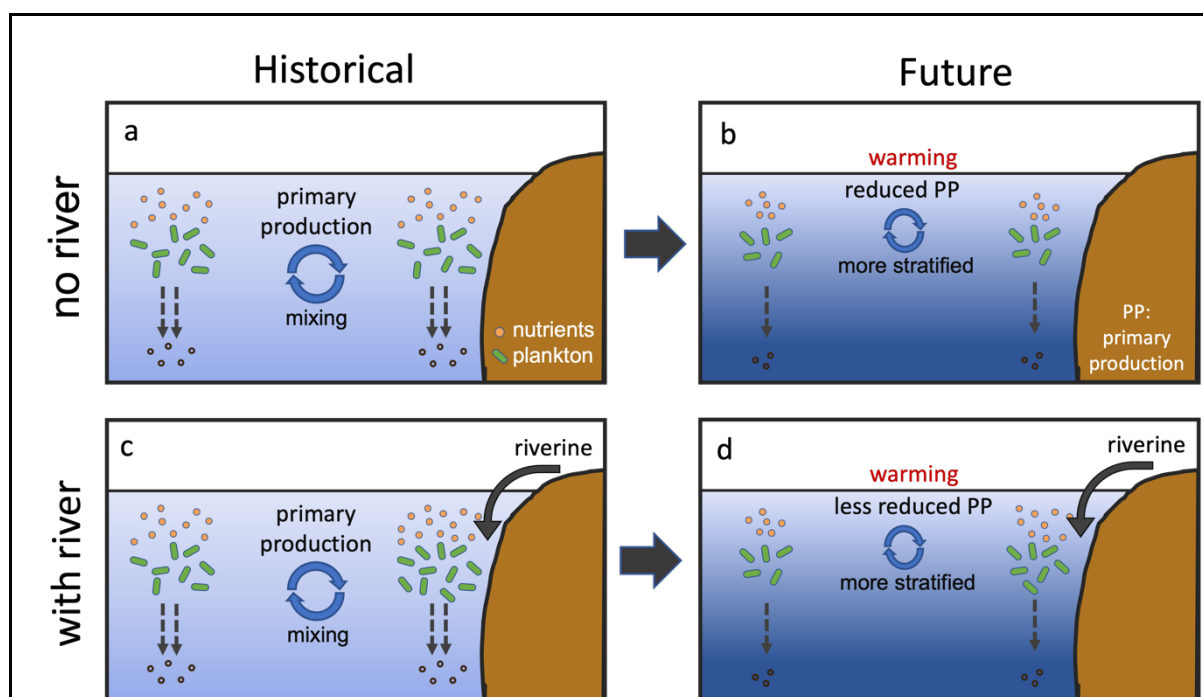 Historical
Future
no river
a
primary
production
mixing
nutrients
plankton
b
warming
reduced PP
more stratified
PP:
primary
production
with river
c
riverine
primary
production
mixing
d
riverine
warming
less reduced PP
more stratified